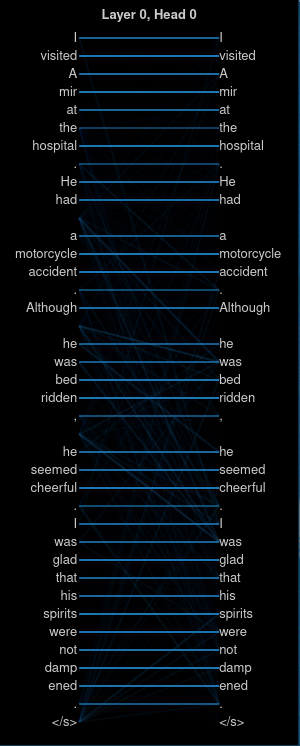 Layer 0, Head 0
I I
visited visited
A A
mir mir
at at
the the
hospital hospital
. .
He He
had had
a a
motorcycle motorcycle
accident accident
. .
Although Although
he he
was was
bed bed
ridden ridden
, ,
he he
seemed seemed
cheerful cheerful
. .
I I
was was
glad glad
that that
his his
spirits spirits
were were
not not
damp damp
ened ened
. .
</s> </s>